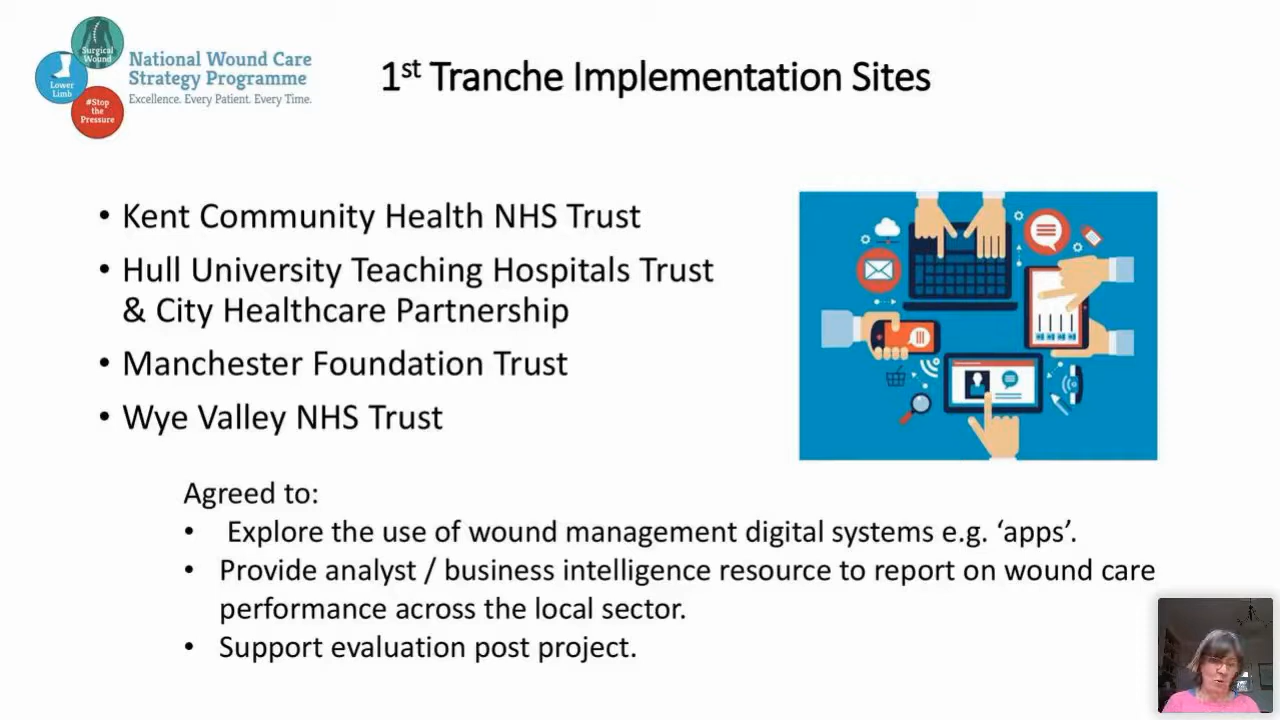 Surgical
Wound
Lower
Limb
#Stop
the
Pressure
National Wound Care
Strategy Programme
Excellence. Every Patient. Every Time.
1st Tranche Implementation Sites
• Kent Community Health NHS Trust
• Hull University Teaching Hospitals Trust
& City Healthcare Partnership
• Manchester Foundation Trust
• Wye Valley NHS Trust
Agreed to:
• Explore the use of wound management digital systems e.g. ‘apps’.
• Provide analyst / business intelligence resource to report on wound care
performance across the local sector.
• Support evaluation post project.